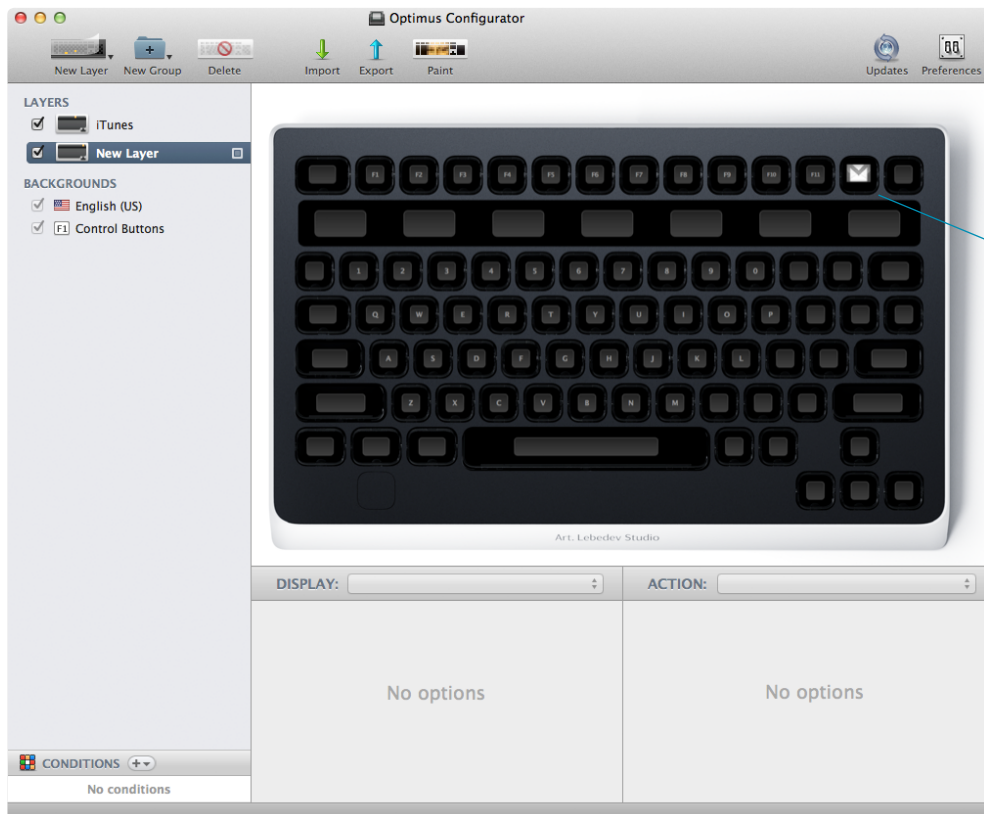 Optimus Configurator
New Layer New Group Delete Import Export Paint Updates Preferences
LAYERS
iTunes
New Layer
BACKGROUNDS
English (US)
F1 Control Buttons
F1 F2 F3 F4 F5 F6 F7 F8 F9 F10 F11
1 2 3 4 5 6 7 8 9 0
Q W E R T Y U I O P
A S D F G H J K L
Z X C V B N M
Art. Lebedev Studio
DISPLAY: ACTION:
No options No options
CONDITIONS
No conditions